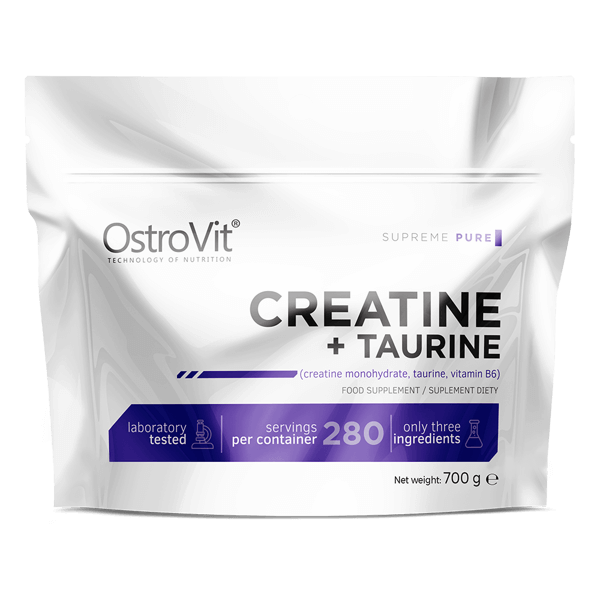 OstroVit®
TECHNOLOGY OF NUTRITION
SUPREME PURE
CREATINE
+ TAURINE
(creatine monohydrate, taurine, vitamin B6)
FOOD SUPPLEMENT / SUPLEMENT DIETY
laboratory
tested
servings
per container 280
only three
ingredients
Net weight: 700 g ℮